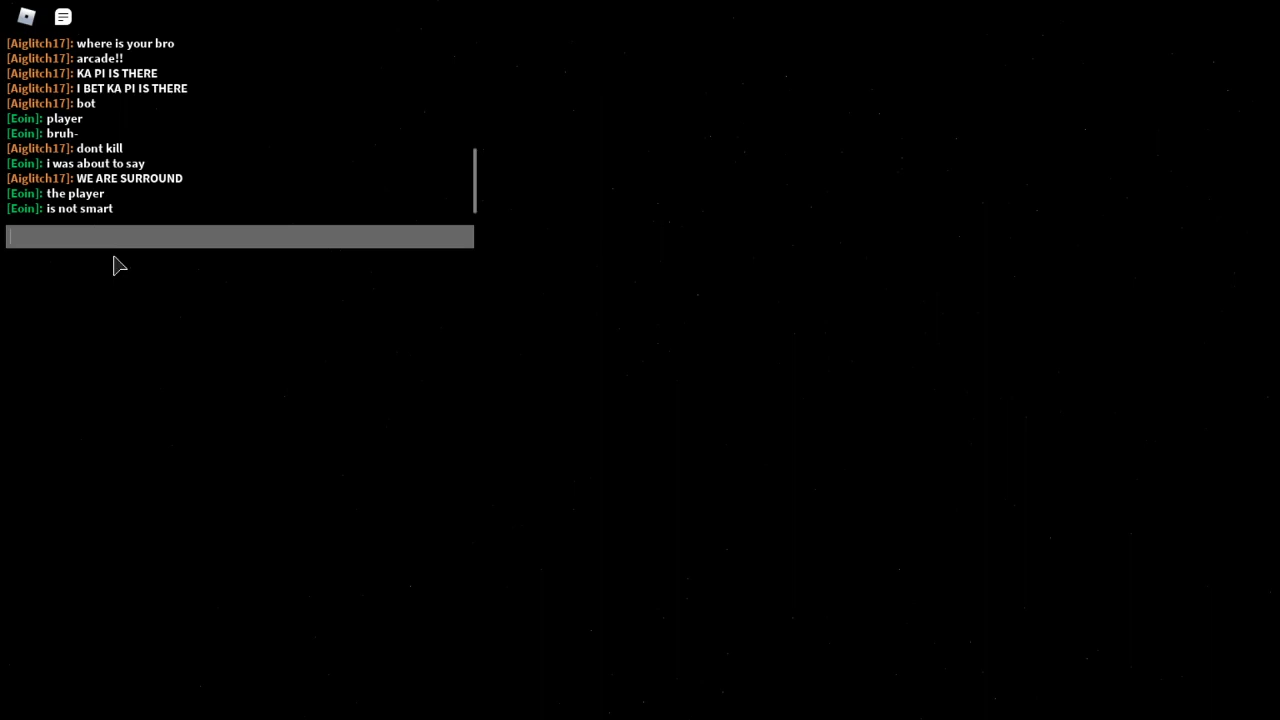 [Aiglitch17]: where is your bro
[Aiglitch17]: arcade!!
[Aiglitch17]: KA PI IS THERE
[Aiglitch17]: I BET KA PI IS THERE
[Aiglitch17]: bot
[Eoin]: player
[Eoin]: bruh-
[Aiglitch17]: dont kill
[Eoin]: i was about to say
[Aiglitch17]: WE ARE SURROUND
[Eoin]: the player
[Eoin]: is not smart